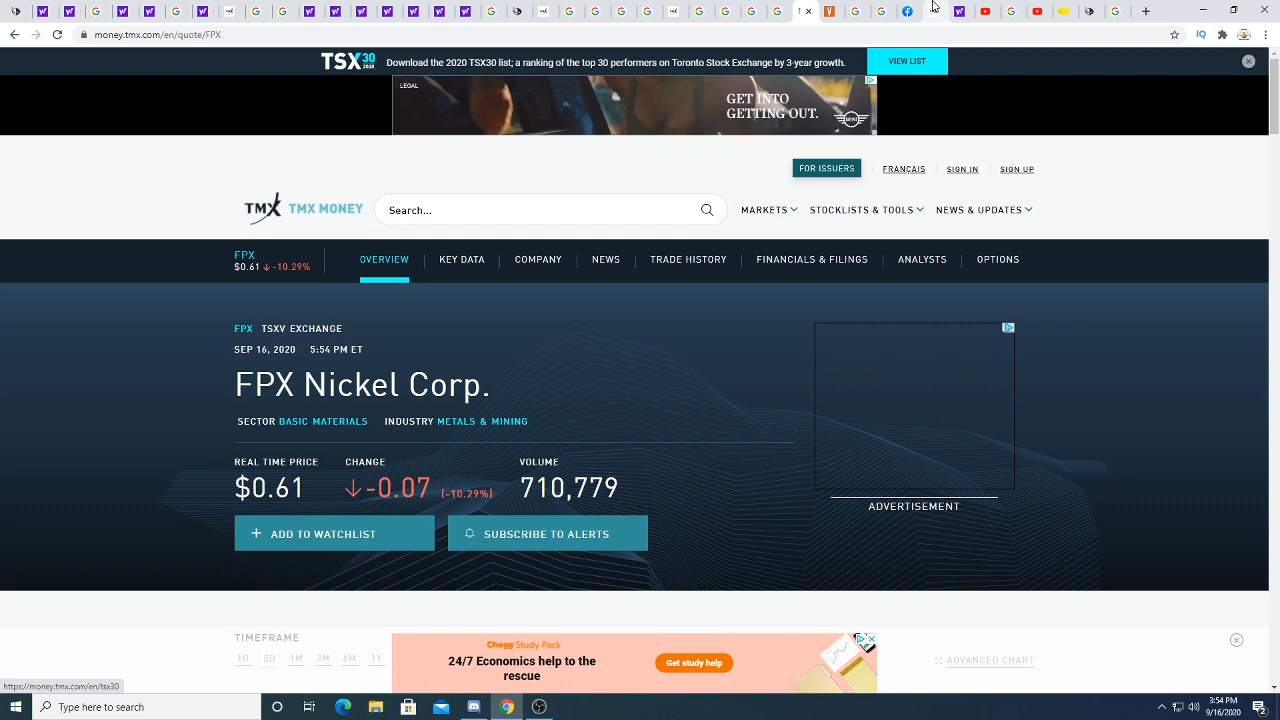 money.tmx.com/en/quote/FPX
TSX30 2020
Download the 2020 TSX30 list; a ranking of the top 30 performers on Toronto Stock Exchange by 3-year growth.
VIEW LIST
LEGAL
GET INTO
GETTING OUT.
MINI
FOR ISSUERS
FRANÇAIS
SIGN IN
SIGN UP
TMX TMX MONEY
Search...
MARKETS
STOCKLISTS & TOOLS
NEWS & UPDATES
FPX
$0.61 ↓ -10.29%
OVERVIEW
KEY DATA
COMPANY
NEWS
TRADE HISTORY
FINANCIALS & FILINGS
ANALYSTS
OPTIONS
FPX TSXV EXCHANGE
SEP 16, 2020 5:54 PM ET
FPX Nickel Corp.
SECTOR BASIC MATERIALS INDUSTRY METALS & MINING
REAL TIME PRICE CHANGE VOLUME
$0.61 ↓ -0.07 (-10.29%) 710,779
+ ADD TO WATCHLIST
SUBSCRIBE TO ALERTS
ADVERTISEMENT
TIMEFRAME
1D 5D 1M 3M 6M 1Y
Chegg Study Pack
24/7 Economics help to the
rescue
Get study help
ADVANCED CHART
https://money.tmx.com/en/tsx30
Type here to search
3:54 PM
9/16/2020
2